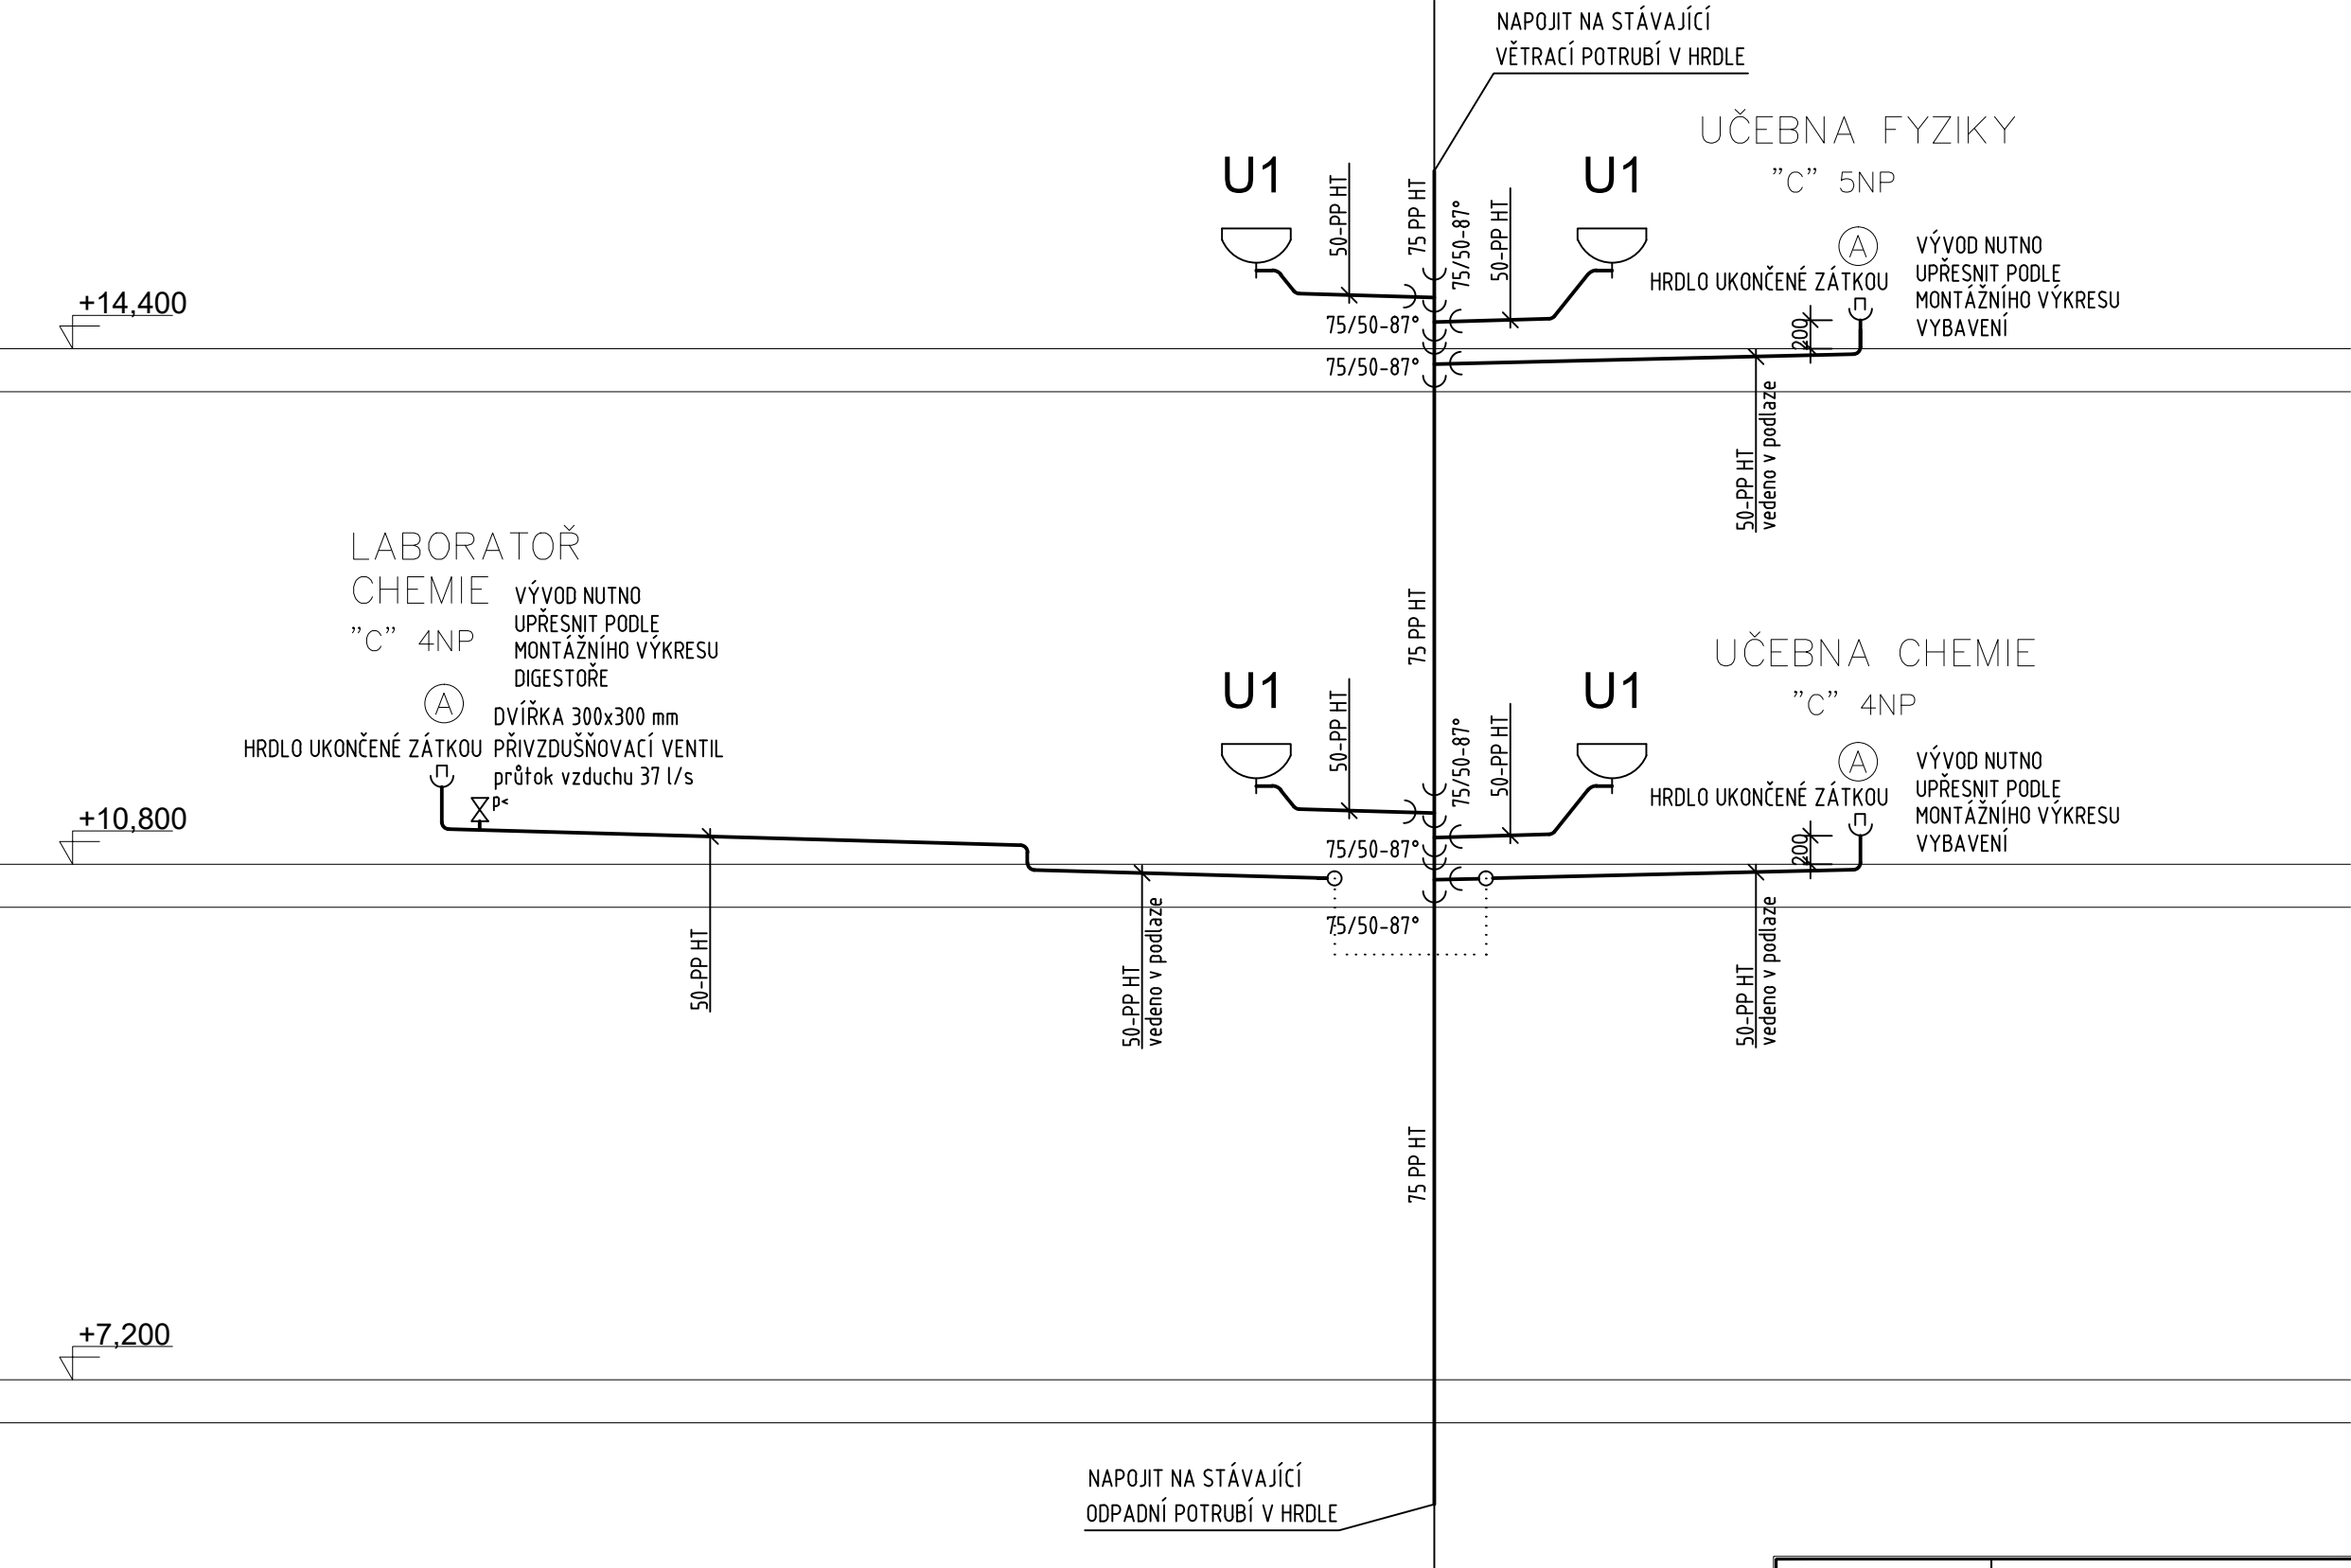 NAPOJIT NA STÁVAJÍCÍ
VĚTRACÍ POTRUBÍ V HRDLE
UČEBNA FYZIKY
"C" 5NP
U1
50-PP HT
75 PP HT
75/50-87°
50-PP HT
U1
A
VÝVOD NUTNO
UPŘESNIT PODLE
MONTÁŽNÍHO VÝKRESU
VYBAVENÍ
HRDLO UKONČENÉ ZÁTKOU
+14,400
75/50-87°
200
75/50-87°
50-PP HT
vedeno v podlaze
LABORATOŘ
CHEMIE
"C" 4NP
VÝVOD NUTNO
UPŘESNIT PODLE
MONTÁŽNÍHO VÝKRESU
DIGESTOŘE
A
DVÍŘKA 300x300 mm
HRDLO UKONČENÉ ZÁTKOU
PŘIVZDUŠŇOVACÍ VENTIL
průtok vzduchu 37 l/s
p<
75 PP HT
UČEBNA CHEMIE
"C" 4NP
U1
50-PP HT
75/50-87°
50-PP HT
U1
A
VÝVOD NUTNO
UPŘESNIT PODLE
MONTÁŽNÍHO VÝKRESU
VYBAVENÍ
HRDLO UKONČENÉ ZÁTKOU
+10,800
75/50-87°
200
75/50-87°
50-PP HT
50-PP HT
vedeno v podlaze
50-PP HT
vedeno v podlaze
75 PP HT
+7,200
NAPOJIT NA STÁVAJÍCÍ
ODPADNÍ POTRUBÍ V HRDLE